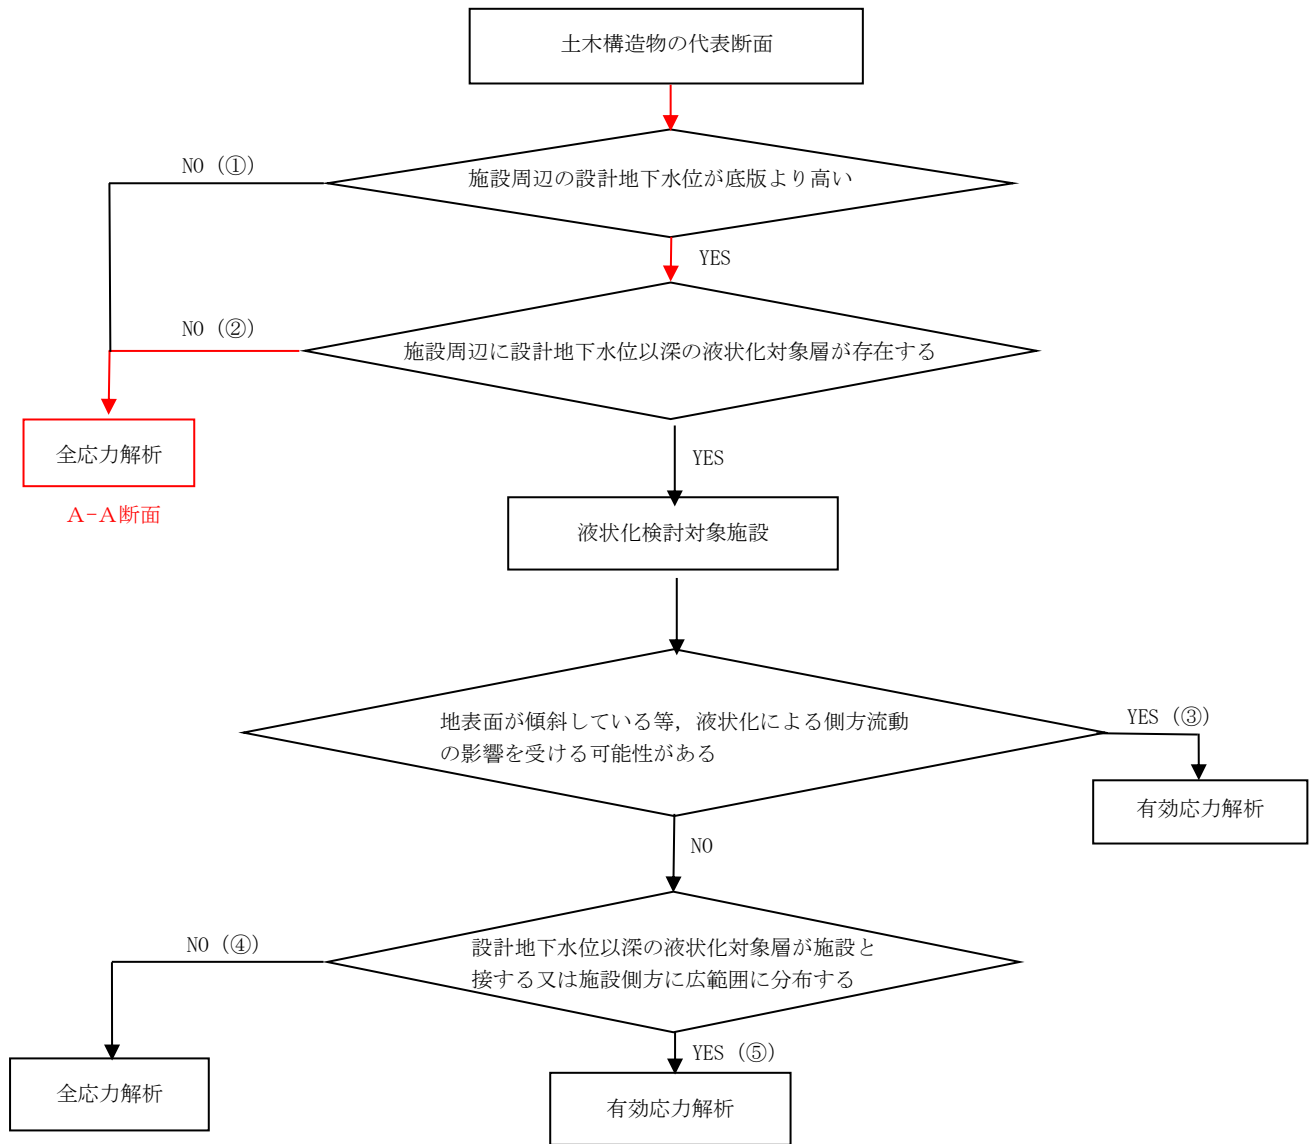 土木構造物の代表断面
NO (①)
施設周辺の設計地下水位が底版より高い
YES
NO (②)
施設周辺に設計地下水位以深の液状化対象層が存在する
全応力解析
A-A断面
YES
液状化検討対象施設
地表面が傾斜している等，液状化による側方流動
の影響を受ける可能性がある
YES (③)
有効応力解析
NO
NO (④)
設計地下水位以深の液状化対象層が施設と
接する又は施設側方に広範囲に分布する
全応力解析
YES (⑤)
有効応力解析